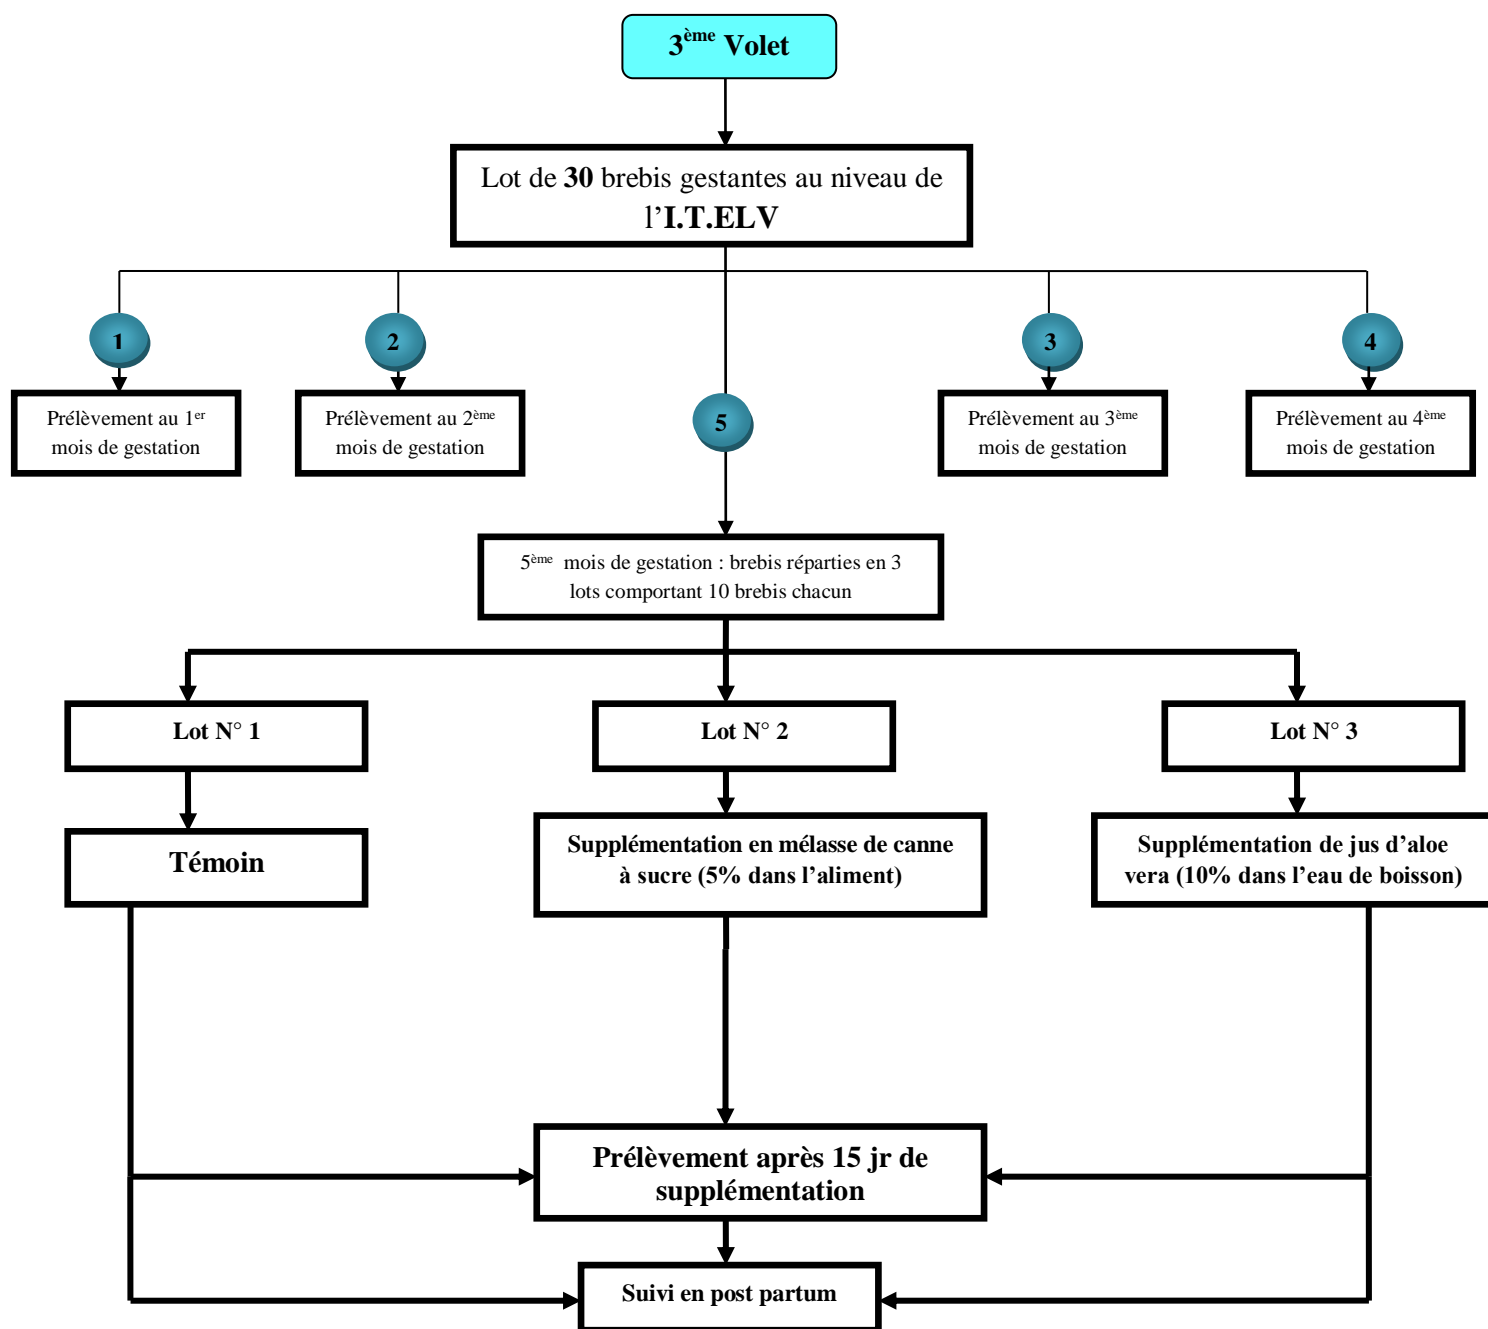 3ème Volet
Lot de 30 brebis gestantes au niveau de
l’I.T.ELV
1
2
3
4
Prélèvement au 1er
mois de gestation
Prélèvement au 2ème
mois de gestation
5
Prélèvement au 3ème
mois de gestation
Prélèvement au 4ème
mois de gestation
5ème mois de gestation : brebis réparties en 3
lots comportant 10 brebis chacun
Lot N° 1
Lot N° 2
Lot N° 3
Témoin
Supplémentation en mélasse de canne
à sucre (5% dans l’aliment)
Supplémentation de jus d’aloe
vera (10% dans l’eau de boisson)
Prélèvement après 15 jr de
supplémentation
Suivi en post partum